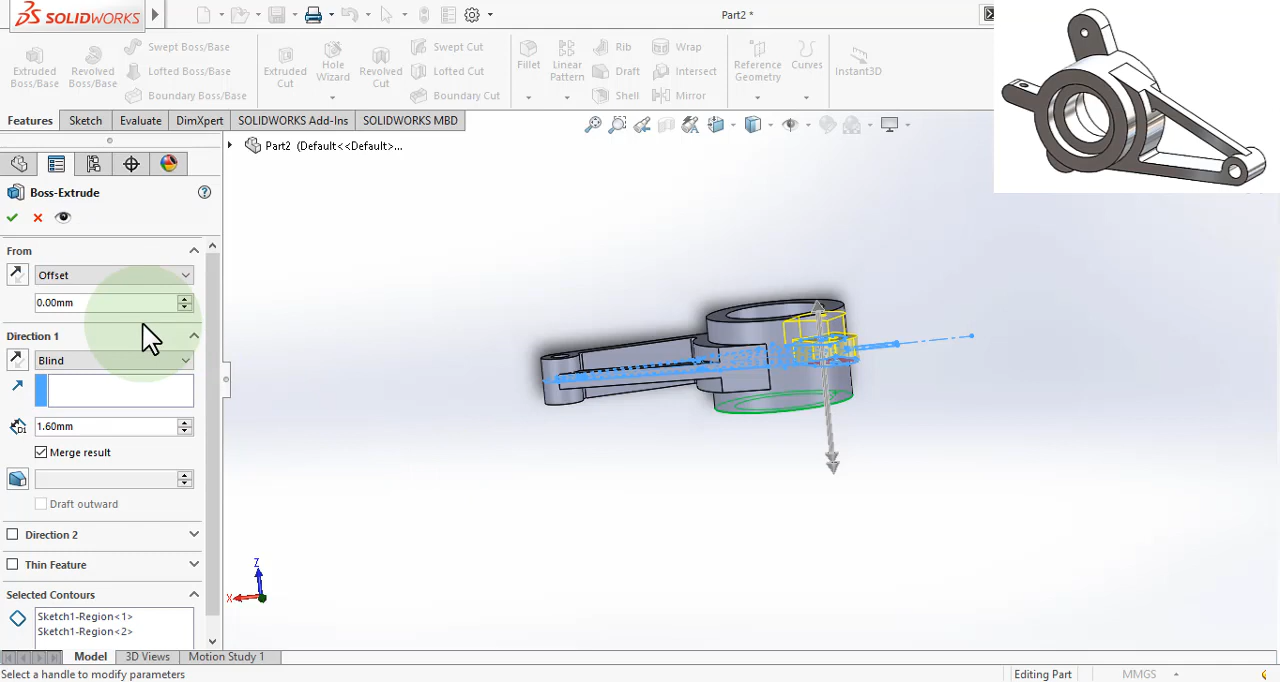 SOLIDWORKS
Part2 *
Extruded Boss/Base
Revolved Boss/Base
Swept Boss/Base
Lofted Boss/Base
Boundary Boss/Base
Extruded Cut
Hole Wizard
Revolved Cut
Swept Cut
Lofted Cut
Boundary Cut
Fillet
Linear Pattern
Rib
Draft
Shell
Wrap
Intersect
Mirror
Reference Geometry
Curves
Instant3D
Features
Sketch
Evaluate
DimXpert
SOLIDWORKS Add-Ins
SOLIDWORKS MBD
Part2 (Default<<Default>...
Boss-Extrude
From
Offset
0.00mm
Direction 1
Blind
D1
1.60mm
Merge result
Draft outward
Direction 2
Thin Feature
Selected Contours
Sketch1-Region<1>
Sketch1-Region<2>
Z
X
Model
3D Views
Motion Study 1
Select a handle to modify parameters
Editing Part
MMGS